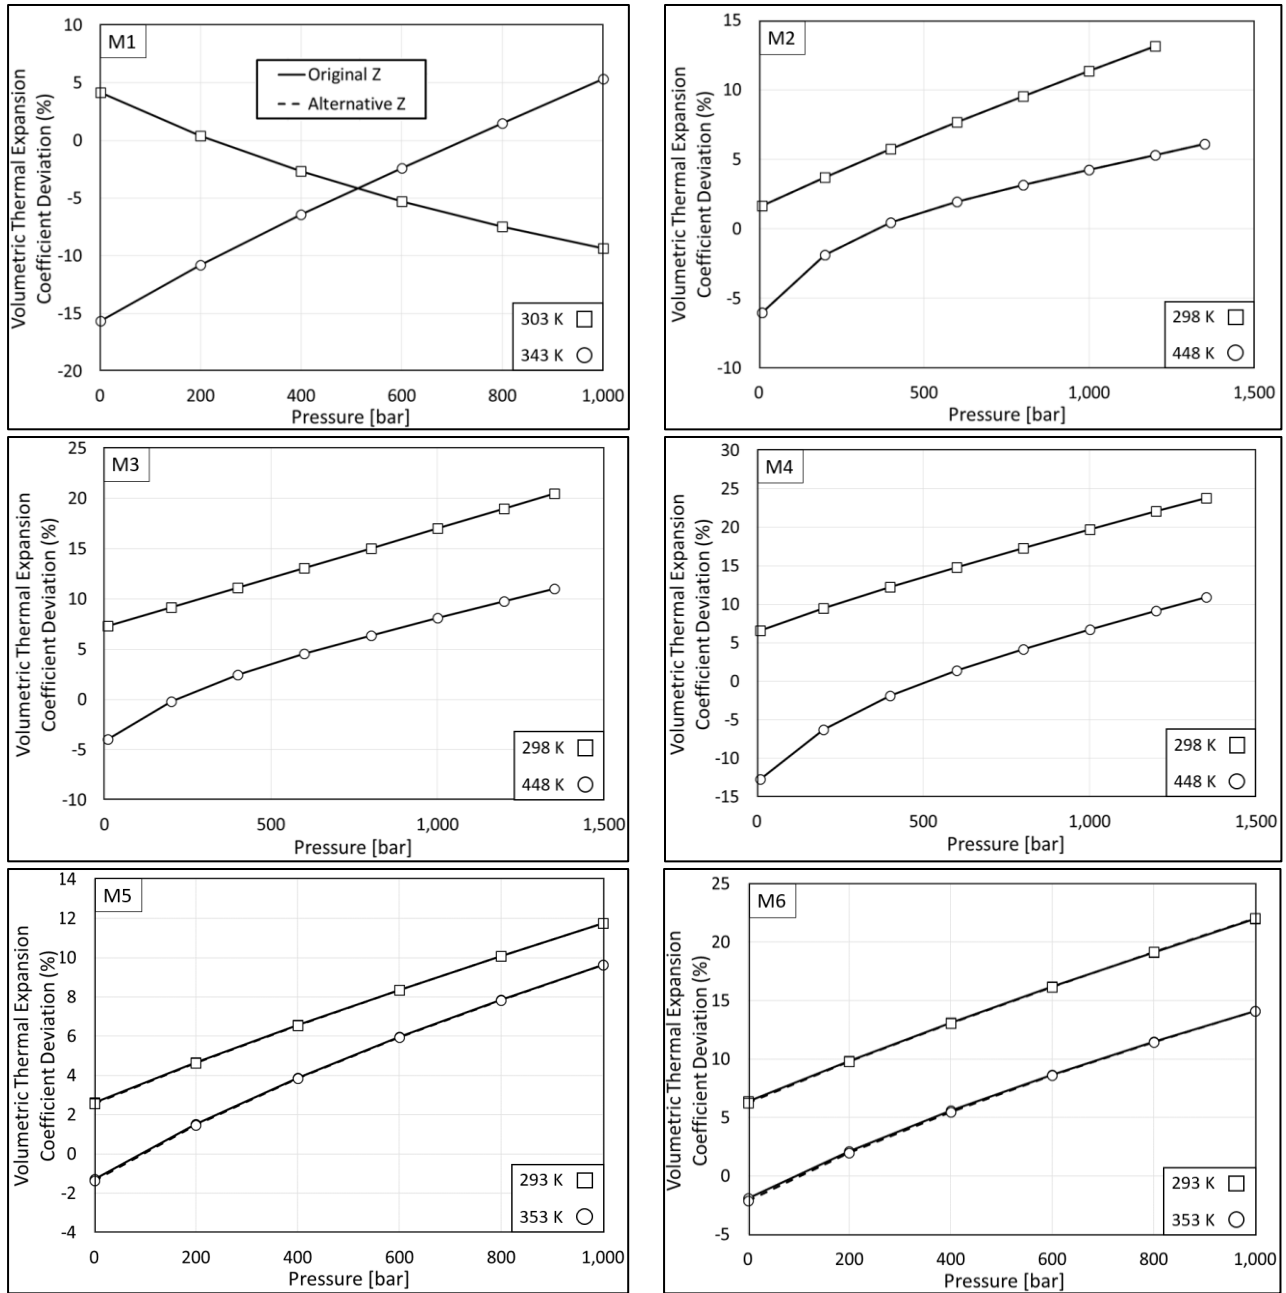 M1
Original Z
Alternative Z
10
5
0
-5
-10
-15
-20
Volumetric Thermal Expansion
Coefficient Deviation (%)
303 K
343 K
0 200 400 600 800 1,000
Pressure [bar]
M2
15
10
5
0
-5
-10
Volumetric Thermal Expansion
Coefficient Deviation (%)
298 K
448 K
0 500 1,000 1,500
Pressure [bar]
M3
25
20
15
10
5
0
-5
-10
Volumetric Thermal Expansion
Coefficient Deviation (%)
298 K
448 K
0 500 1,000 1,500
Pressure [bar]
M4
30
25
20
15
10
5
0
-5
-10
-15
Volumetric Thermal Expansion
Coefficient Deviation (%)
298 K
448 K
0 500 1,000 1,500
Pressure [bar]
M5
14
12
10
8
6
4
2
0
-2
-4
Volumetric Thermal Expansion
Coefficient Deviation (%)
293 K
353 K
0 200 400 600 800 1,000
Pressure [bar]
M6
25
20
15
10
5
0
-5
Volumetric Thermal Expansion
Coefficient Deviation (%)
293 K
353 K
0 200 400 600 800 1,000
Pressure [bar]